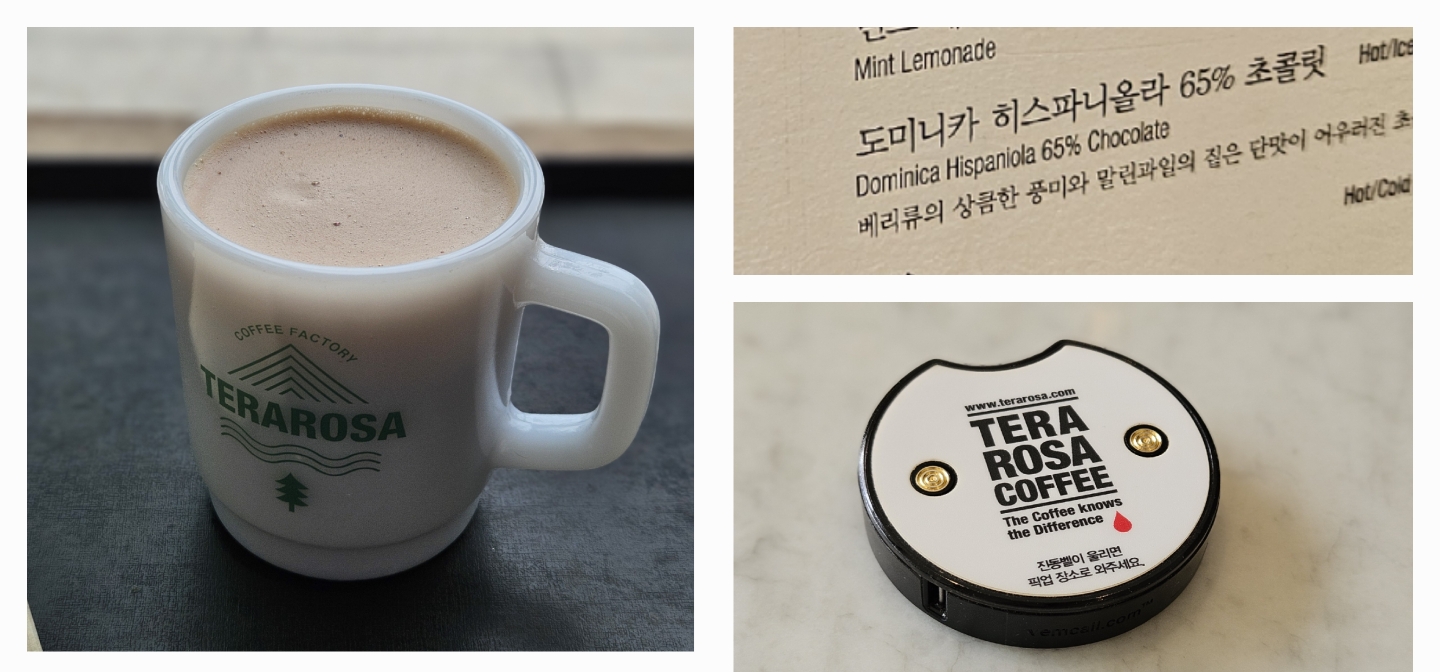 COFFEE FACTORY
TERAROSA
Mint Lemonade
도미니카 히스파니올라 65% 초콜릿 Hot/Ice
Dominica Hispaniola 65% Chocolate
베리류의 상큼한 풍미와 말린과일의 짙은 단맛이 어우러진
Hot/Cold
www.terarosa.com
TERA
ROSA
COFFEE
The Coffee knows
the Difference
진동벨이 울리면
픽업 장소로 와주세요.